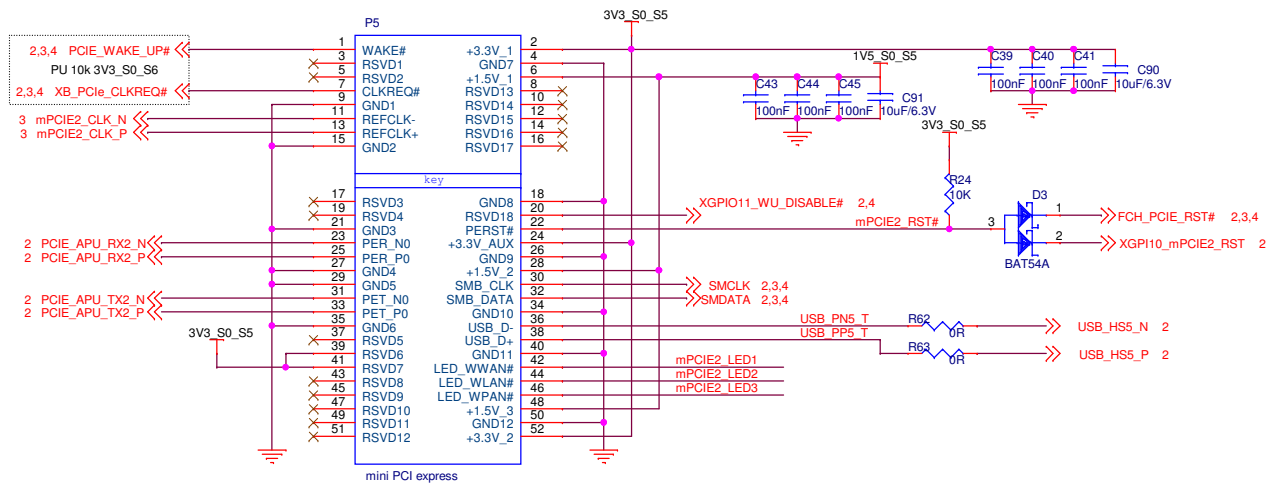 P5
3V3_S0_S5
2,3,4 PCIE_WAKE_UP#
PU 10k 3V3_S0_S6
2,3,4 XB_PCIe_CLKREQ#
3 mPCIE2_CLK_N
3 mPCIE2_CLK_P
1 WAKE# +3.3V_1 2
3 RSVD1 GND7 4
5 RSVD2 +1.5V_1 6
7 CLKREQ# RSVD13 8
9 GND1 RSVD14 10
11 REFCLK- RSVD15 12
13 REFCLK+ RSVD16 14
15 GND2 RSVD17 16
key
17 RSVD3 GND8 18
19 RSVD4 RSVD18 20
21 GND3 PERST# 22
23 PER_N0 +3.3V_AUX 24
25 PER_P0 GND9 26
27 GND4 +1.5V_2 28
29 GND5 SMB_CLK 30
31 PET_N0 SMB_DATA 32
33 PET_P0 GND10 34
35 GND6 USB_D- 36
37 RSVD5 USB_D+ 38
39 RSVD6 GND11 40
41 RSVD7 LED_WWAN# 42
43 RSVD8 LED_WLAN# 44
45 RSVD9 LED_WPAN# 46
47 RSVD10 +1.5V_3 48
49 RSVD11 GND12 50
51 RSVD12 +3.3V_2 52
mini PCI express
2 PCIE_APU_RX2_N
2 PCIE_APU_RX2_P
2 PCIE_APU_TX2_N
2 PCIE_APU_TX2_P
3V3_S0_S5
1V5_S0_S5
C43 C44 C45 C91
100nF 100nF 100nF 10uF/6.3V
C39 C40 C41 C90
100nF 100nF 100nF 10uF/6.3V
3V3_S0_S5
R24
10K
XGPIO11_WU_DISABLE# 2,4
mPCIE2_RST#
D3
3
1
2
BAT54A
FCH_PCIE_RST# 2,3,4
XGPI10_mPCIE2_RST 2
SMCLK 2,3,4
SMDATA 2,3,4
USB_PN5_T R62 0R USB_HS5_N 2
USB_PP5_T R63 0R USB_HS5_P 2
mPCIE2_LED1
mPCIE2_LED2
mPCIE2_LED3